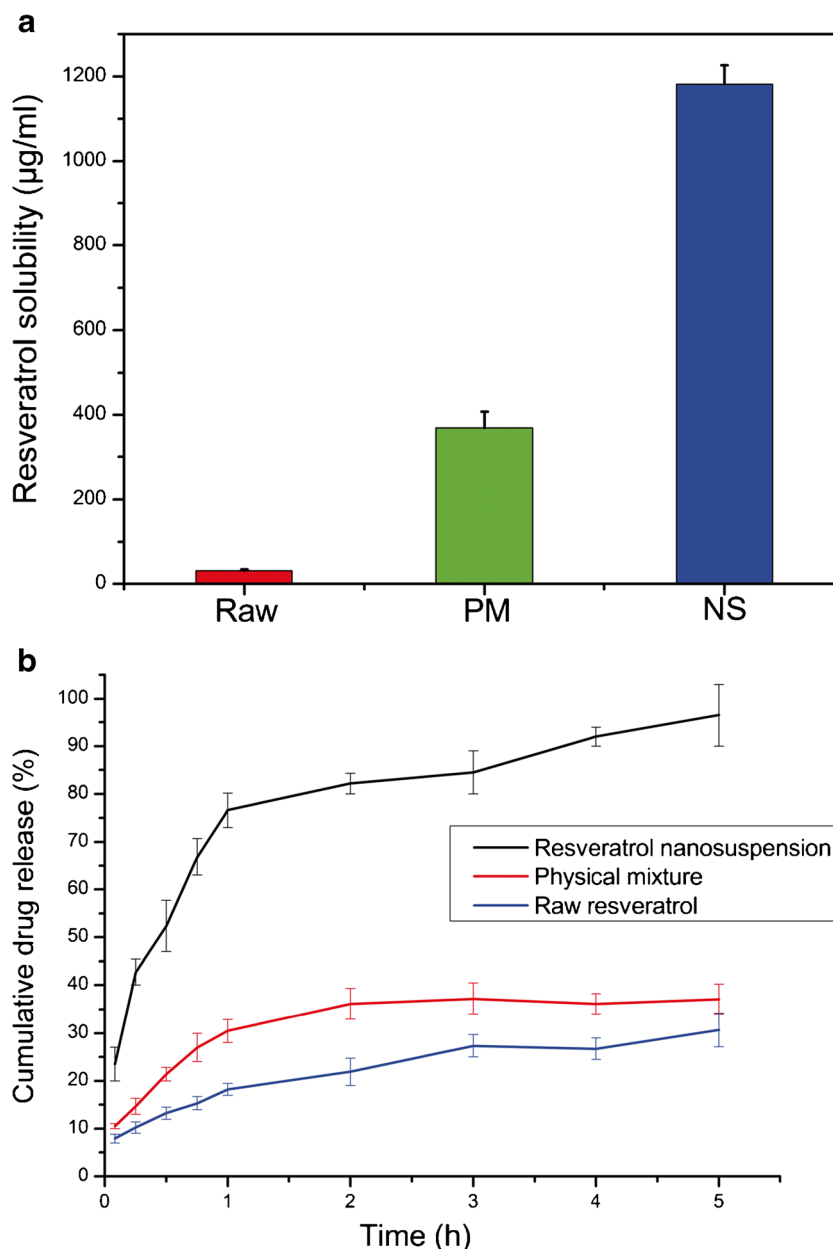 a
Resveratrol solubility (µg/ml)
1200
1000
800
600
400
200
0
Raw PM NS
b
Cumulative drug release (%)
100
90
80
70
60
50
40
30
20
10
0
Resveratrol nanosuspension
Physical mixture
Raw resveratrol
0 1 2 3 4 5
Time (h)